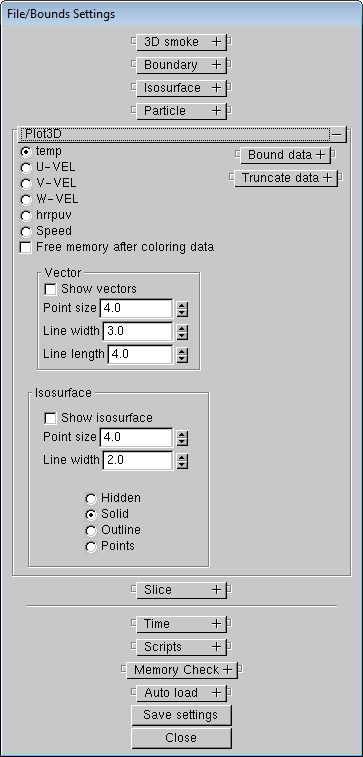 File/Bounds Settings
3D smoke +
Boundary +
Isosurface +
Particle +
Plot3D −
temp
Bound data +
U-VEL
Truncate data +
V-VEL
W-VEL
hrrpuv
Speed
Free memory after coloring data
Vector
Show vectors
Point size 4.0
Line width 3.0
Line length 4.0
Isosurface
Show isosurface
Point size 4.0
Line width 2.0
Hidden
Solid
Outline
Points
Slice +
Time +
Scripts +
Memory Check +
Auto load +
Save settings
Close